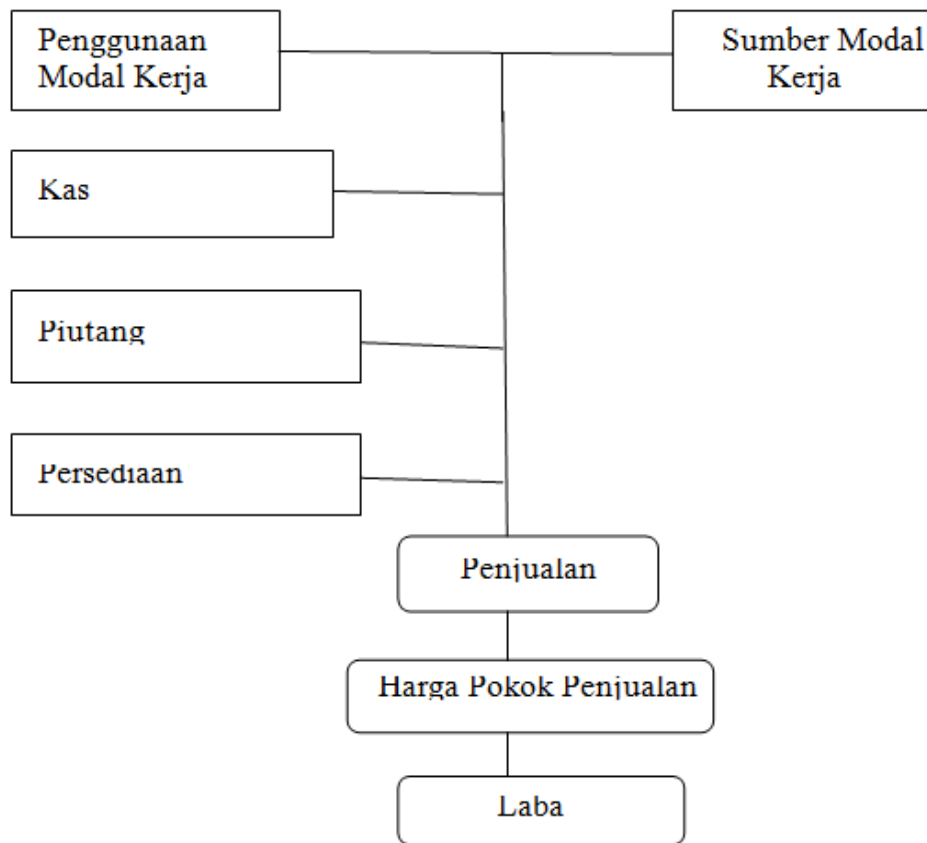 Penggunaan
Modal Kerja
Sumber Modal
Kerja
Kas
Piutang
Persediaan
Penjualan
Harga Pokok Penjualan
Laba